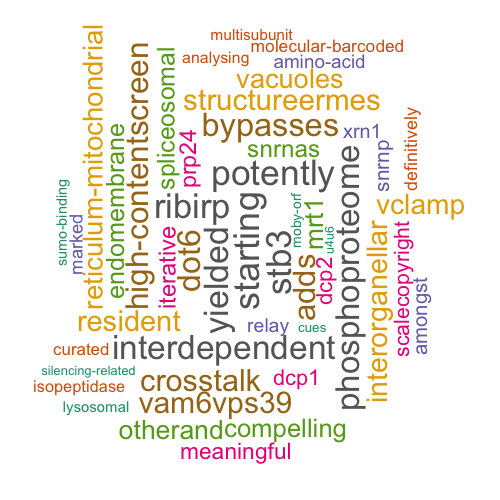 multisubunit
molecular-barcoded
analysing
amino-acid
vacuoles
structureermes
bypasses
xrn1
snrnas
prp24
spliceosomal
high-contentscreen
reticulum-mitochondrial
endomembrane
sumo-binding
marked
iterative
dot6
ribirp
potently
yielded
starting
stb3
moby-orf
mrt1
u4u6
adds
dcp2
phosphoproteome
snrnp
definitively
vclamp
interorganellar
scalecopyright
amongst
resident
relay
cues
curated
interdependent
silencing-related
isopeptidase
crosstalk
dcp1
lysosomal
vam6vps39
otherand
compelling
meaningful